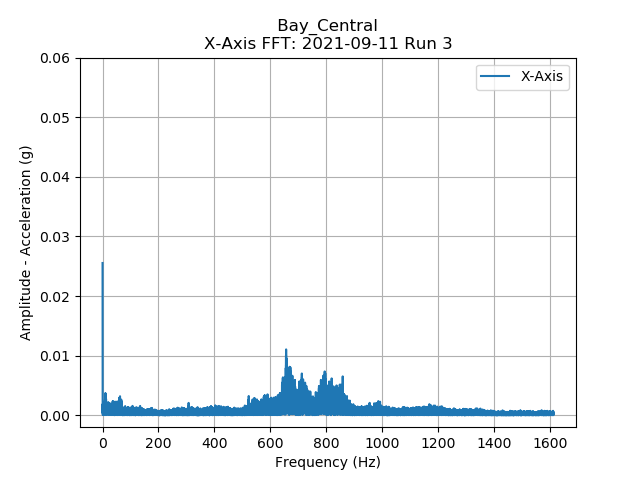 Bay_Central
X-Axis FFT: 2021-09-11 Run 3
X-Axis
0.06
0.05
0.04
0.03
0.02
0.01
0.00
Amplitude - Acceleration (g)
0 200 400 600 800 1000 1200 1400 1600
Frequency (Hz)